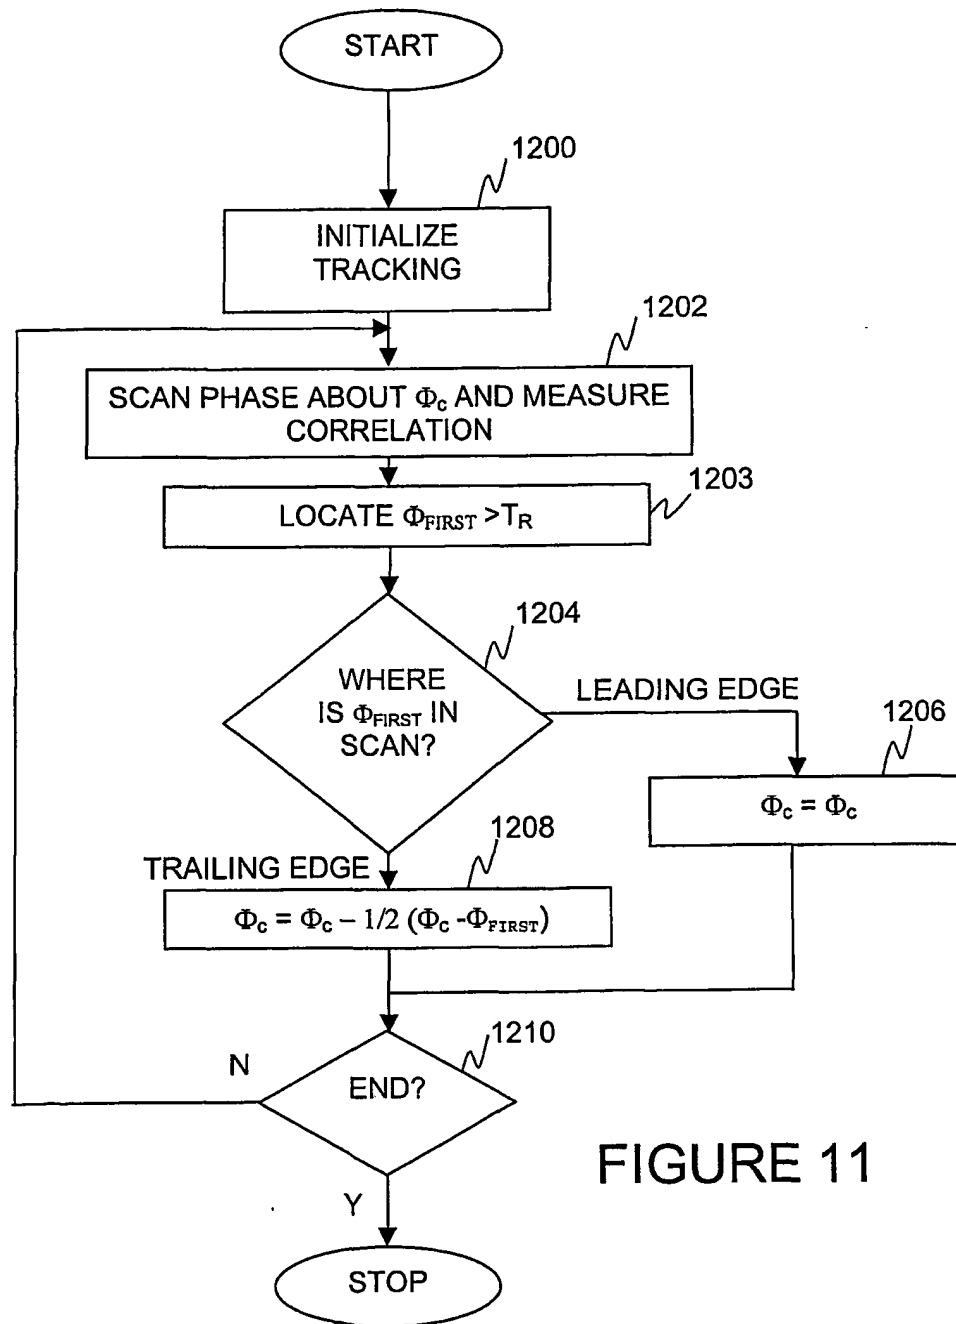 START
1200
INITIALIZE
TRACKING
1202
SCAN PHASE ABOUT Φc AND MEASURE
CORRELATION
1203
LOCATE ΦFIRST >TR
1204
WHERE
IS ΦFIRST IN
SCAN?
LEADING EDGE
1206
Φc = Φc
1208
TRAILING EDGE
Φc = Φc – 1/2 (Φc -ΦFIRST)
1210
N
END?
FIGURE 11
Y
STOP